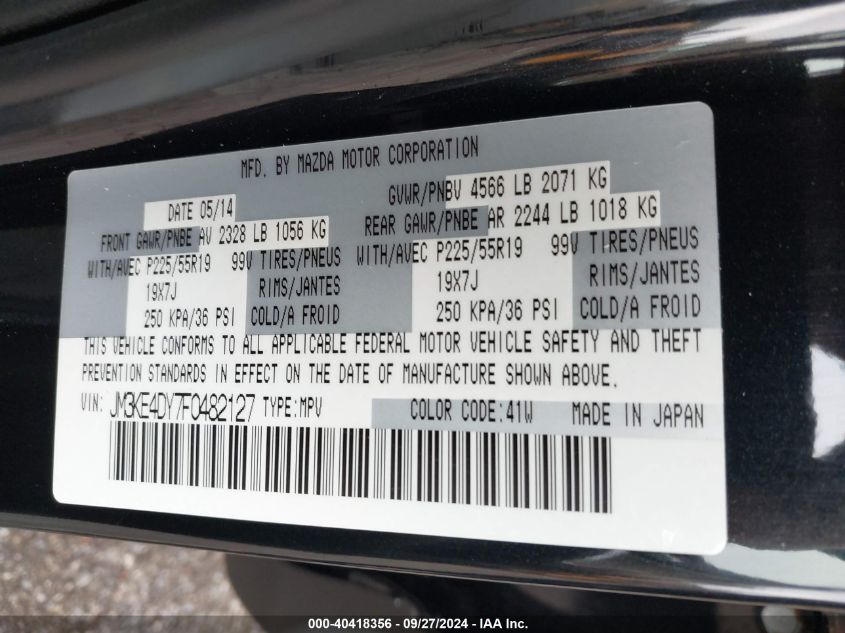 MFD. BY MAZDA MOTOR CORPORATION
DATE 05/14 GVWR/PNBV 4566 LB 2071 KG
FRONT GAWR/PNBE AV 2328 LB 1056 KG REAR GAWR/PNBE AR 2244 LB 1018 KG
WITH/AVEC P225/55R19 99V TIRES/PNEUS WITH/AVEC P225/55R19 99V TIRES/PNEUS
19X7J RIMS/JANTES 19X7J RIMS/JANTES
250 KPA/36 PSI COLD/A FROID 250 KPA/36 PSI COLD/A FROID
THIS VEHICLE CONFORMS TO ALL APPLICABLE FEDERAL MOTOR VEHICLE SAFETY AND THEFT
PREVENTION STANDARDS IN EFFECT ON THE DATE OF MANUFACTURE SHOWN ABOVE.
VIN: JM3KE4DY7F0482127 TYPE:MPV COLOR CODE:41W MADE IN JAPAN
000-40418356 - 09/27/2024 - IAA Inc.